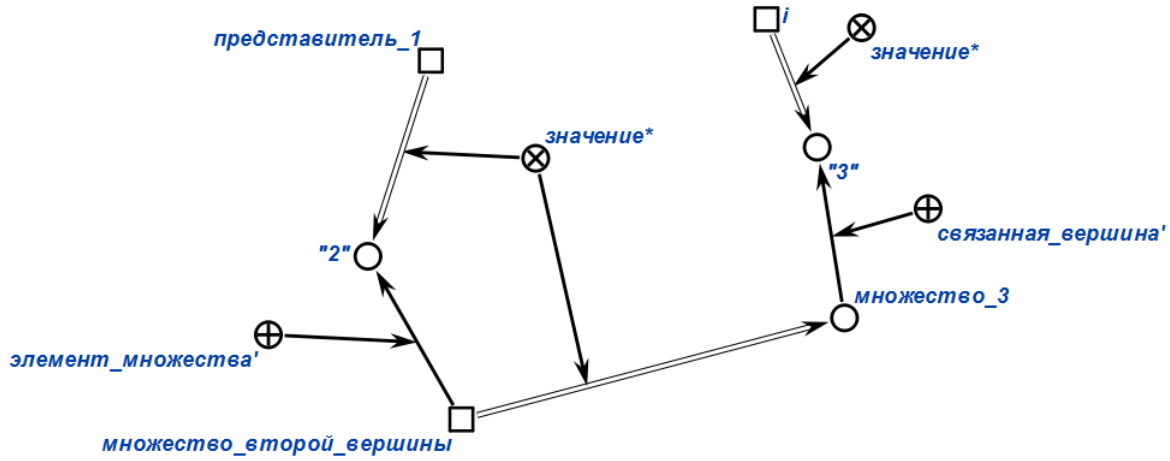 i
представитель_1
значение*
значение*
"3"
"2"
связанная_вершина'
множество_3
элемент_множества'
множество_второй_вершины